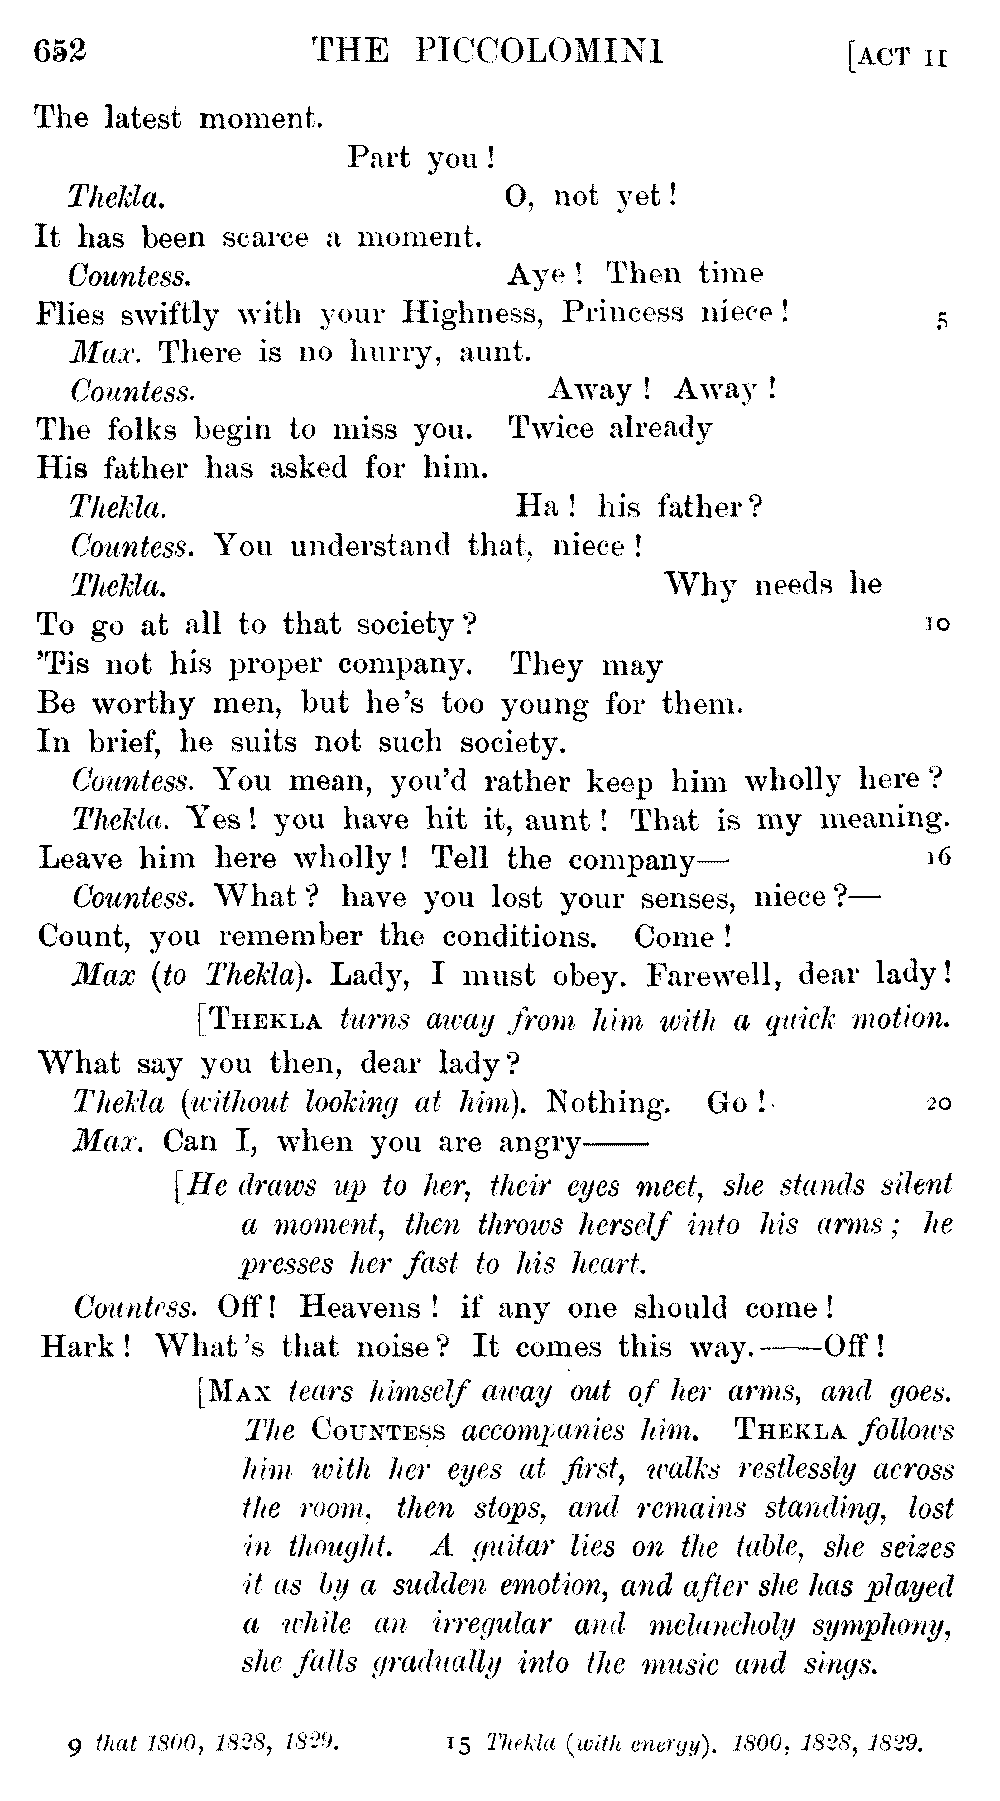 652 THE PICCOLOMINI [ACT II
The latest moment.
Part you!
Thekla. O, not yet!
It has been scarce a moment.
Countess. Aye! Then time
Flies swiftly with your Highness, Princess niece! 5
Max. There is no hurry, aunt.
Countess. Away! Away!
The folks begin to miss you. Twice already
His father has asked for him.
Thekla. Ha! his father?
Countess. You understand that, niece!
Thekla. Why needs he
To go at all to that society? 10
'Tis not his proper company. They may
Be worthy men, but he's too young for them.
In brief, he suits not such society.
Countess. You mean, you'd rather keep him wholly here?
Thekla. Yes! you have hit it, aunt! That is my meaning.
Leave him here wholly! Tell the company— 16
Countess. What? have you lost your senses, niece?—
Count, you remember the conditions. Come!
Max (to Thekla). Lady, I must obey. Farewell, dear lady!
[THEKLA turns away from him with a quick motion.
What say you then, dear lady?
Thekla (without looking at him). Nothing. Go! 20
Max. Can I, when you are angry——
[He draws up to her, their eyes meet, she stands silent
a moment, then throws herself into his arms; he
presses her fast to his heart.
Countess. Off! Heavens! if any one should come!
Hark! What's that noise? It comes this way.——Off!
[MAX tears himself away out of her arms, and goes.
The COUNTESS accompanies him. THEKLA follows
him with her eyes at first, walks restlessly across
the room, then stops, and remains standing, lost
in thought. A guitar lies on the table, she seizes
it as by a sudden emotion, and after she has played
a while an irregular and melancholy symphony,
she falls gradually into the music and sings.
9 that 1800, 1828, 1829. 15 Thekla (with energy). 1800, 1828, 1829.